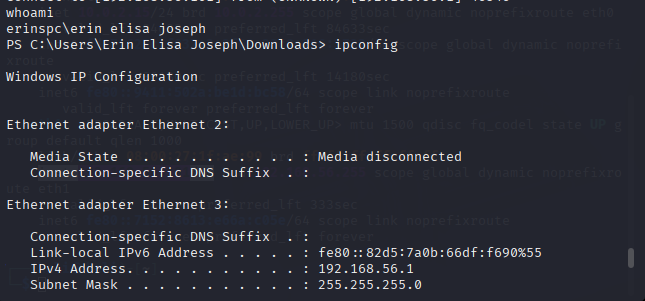 whoami
erinspc\erin elisa joseph
PS C:\Users\Erin Elisa Joseph\Downloads> ipconfig
Windows IP Configuration
Ethernet adapter Ethernet 2:
Media State . . . . . . . . . . . : Media disconnected
Connection-specific DNS Suffix . :
Ethernet adapter Ethernet 3:
Connection-specific DNS Suffix . :
Link-local IPv6 Address . . . . . : fe80::82d5:7a0b:66df:f690%55
IPv4 Address. . . . . . . . . . . : 192.168.56.1
Subnet Mask . . . . . . . . . . . : 255.255.255.0